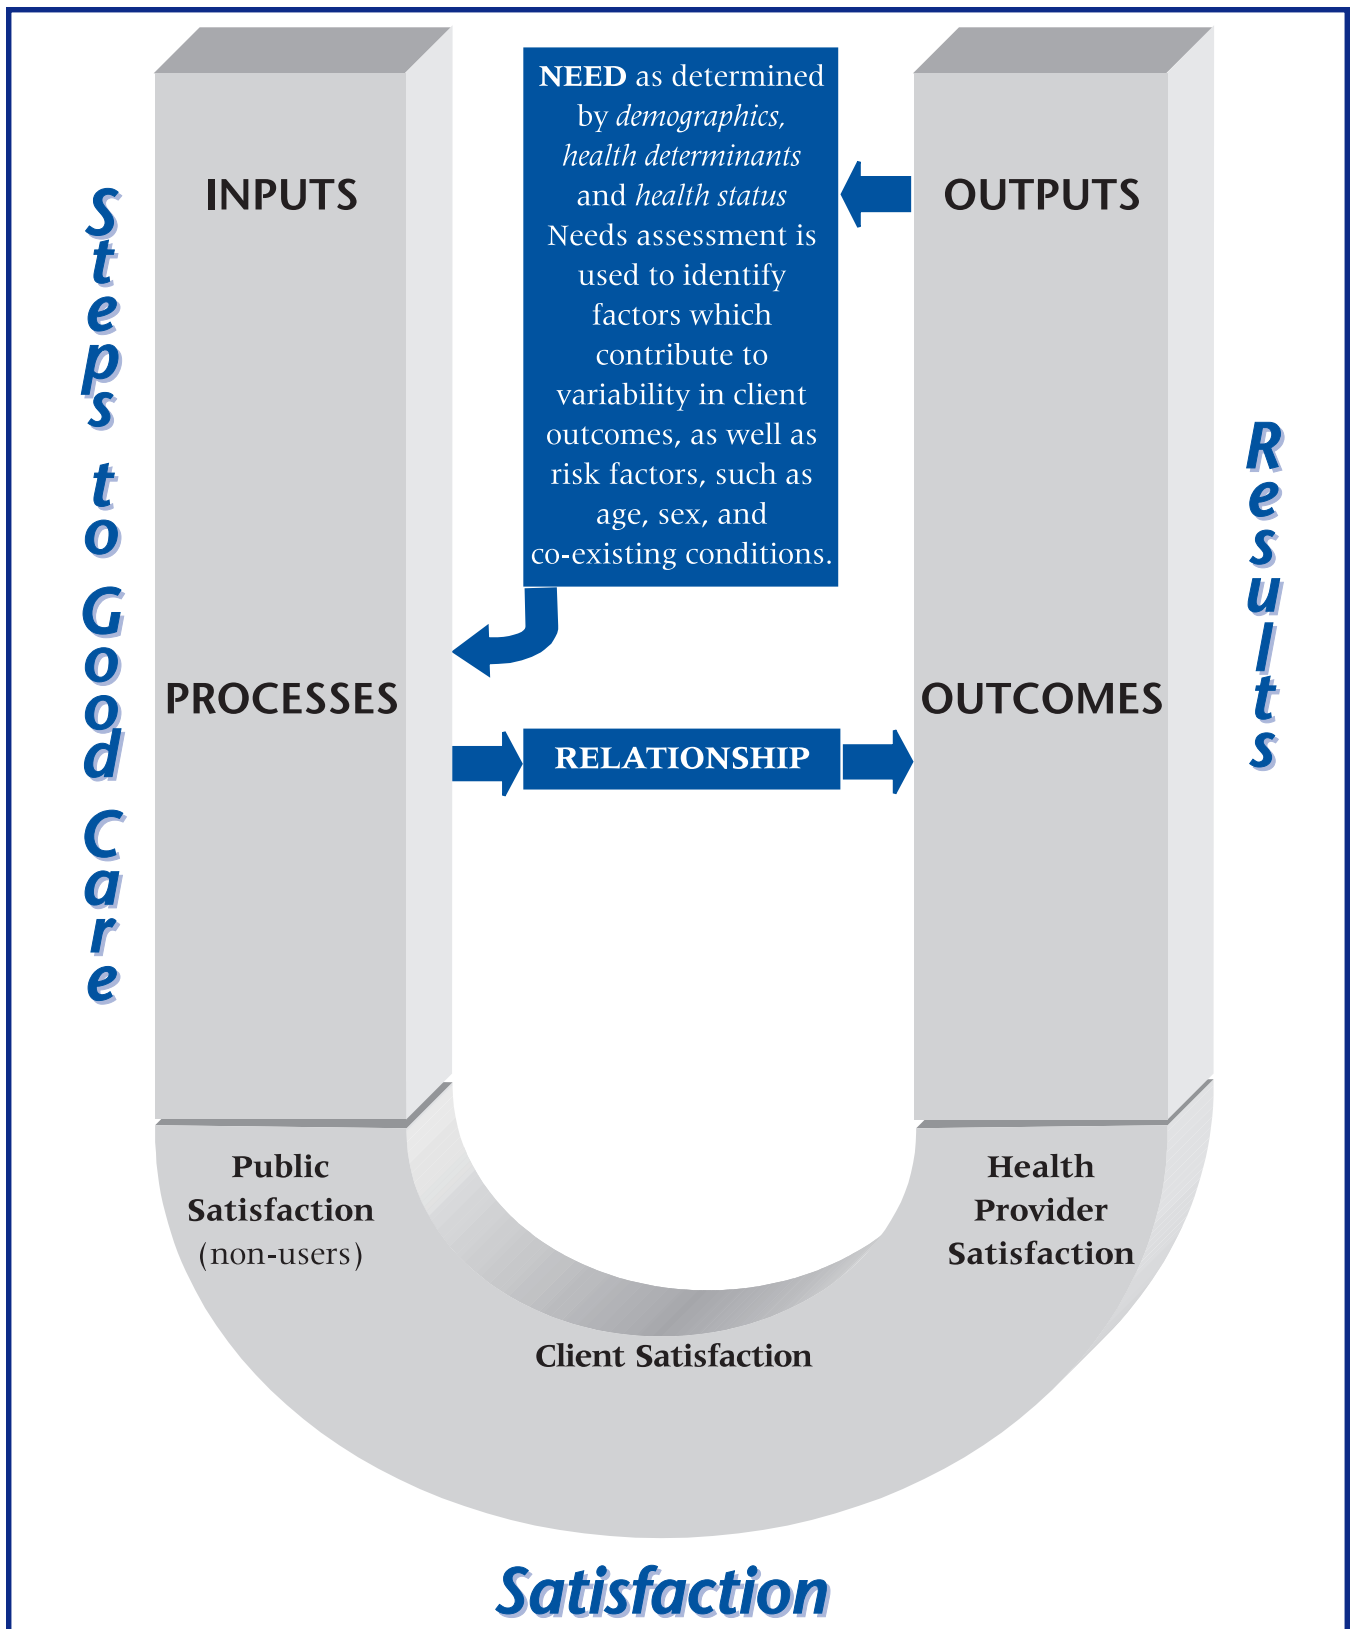 Steps to Good Care
INPUTS
PROCESSES
NEED as determined
by demographics,
health determinants
and health status
Needs assessment is
used to identify
factors which
contribute to
variability in client
outcomes, as well as
risk factors, such as
age, sex, and
co-existing conditions.
RELATIONSHIP
OUTPUTS
OUTCOMES
Results
Public
Satisfaction
(non-users)
Client Satisfaction
Health
Provider
Satisfaction
Satisfaction